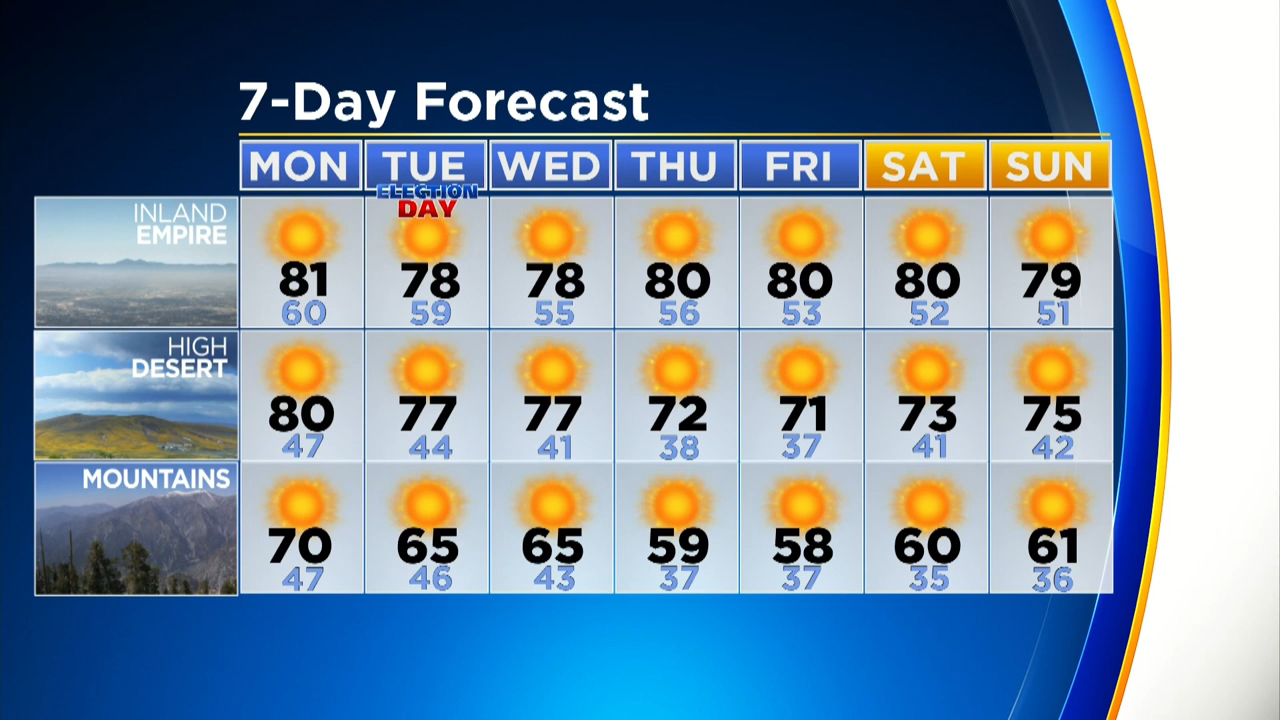 7-Day Forecast
MON TUE WED THU FRI SAT SUN
ELECTION
DAY
INLAND
EMPIRE
81 78 78 80 80 80 79
60 59 55 56 53 52 51
HIGH
DESERT
80 77 77 72 71 73 75
47 44 41 38 37 41 42
MOUNTAINS
70 65 65 59 58 60 61
47 46 43 37 37 35 36